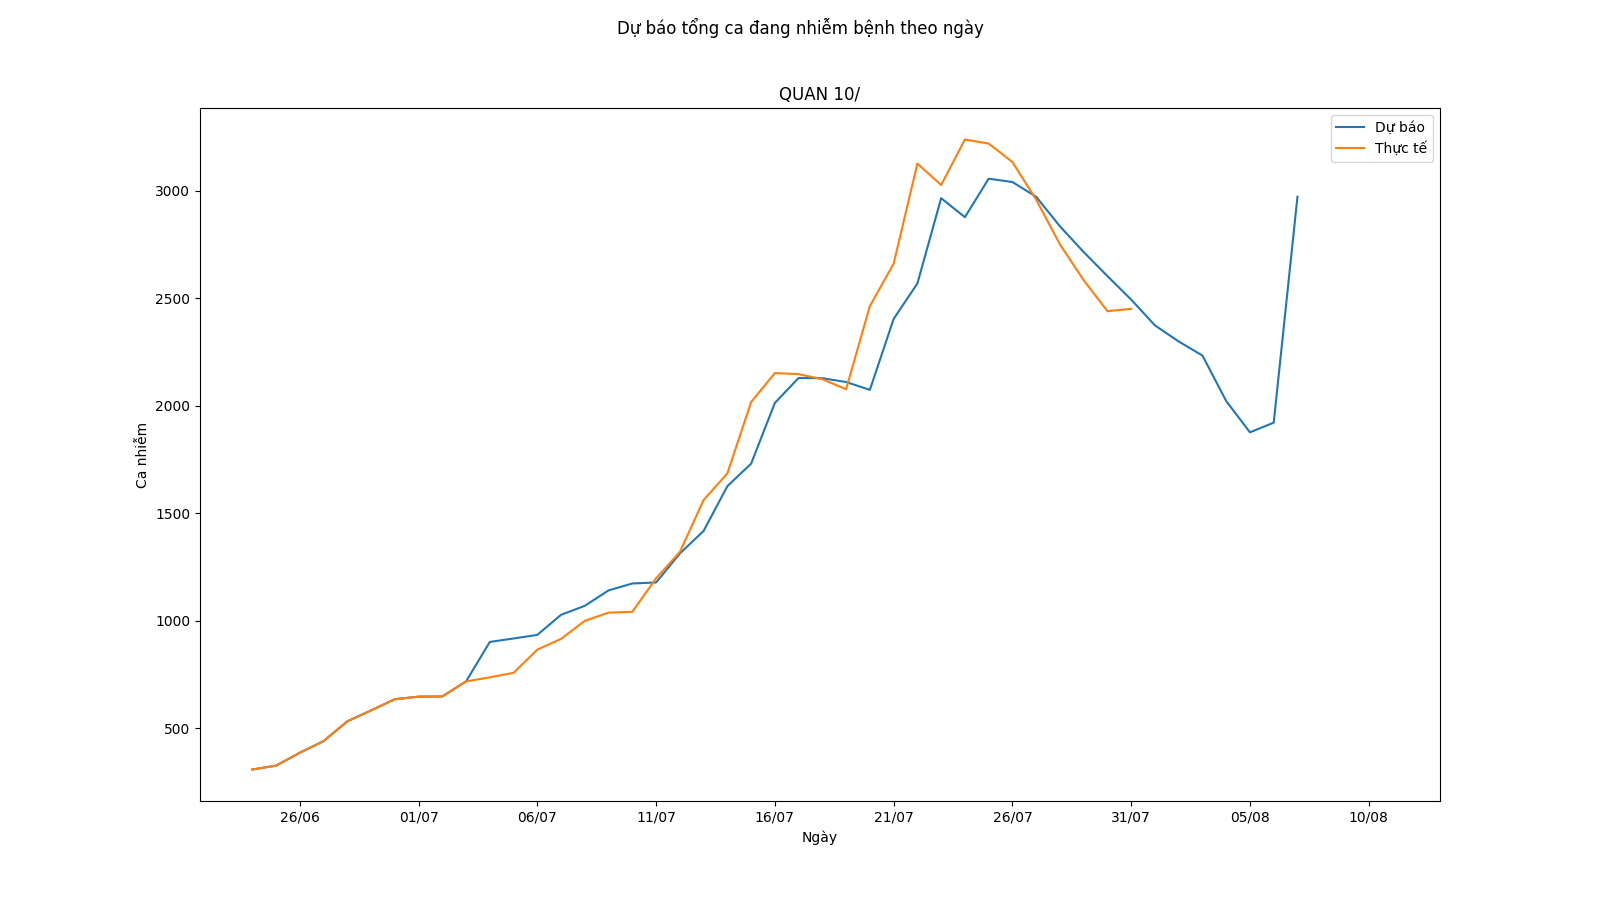 Dự báo tổng ca đang nhiễm bệnh theo ngày
QUAN 10/
Dự báo
Thực tế
3000
2500
2000
1500
1000
500
Ca nhiễm
26/06 01/07 06/07 11/07 16/07 21/07 26/07 31/07 05/08 10/08
Ngày